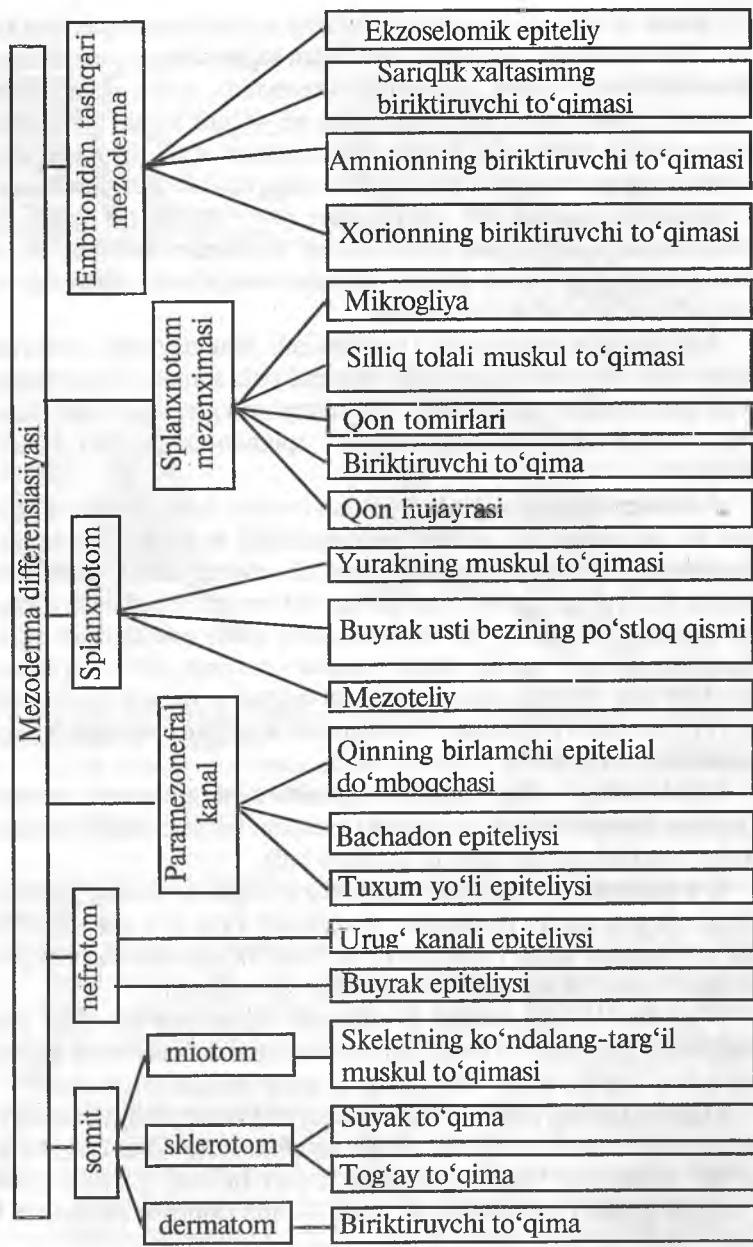 Mezoderma differensiasiyasi
Embriondan tashqari
mezoderma
Ekzoselomik epiteliy
Sariqlik xaltasimng
biriktiruvchi to‘qimasi
Amnionning biriktiruvchi to‘qimasi
Xorionning biriktiruvchi to‘qimasi
Splanxnotom
mezenximasi
Mikrogliya
Silliq tolali muskul to‘qimasi
Qon tomirlari
Biriktiruvchi to‘qima
Qon hujayrasi
Splanxnotom
Yurakning muskul to‘qimasi
Buyrak usti bezining po‘stloq qismi
Mezoteliy
Paramezonefral
kanal
Qinning birlamchi epitelial
do‘mboqchasi
Bachadon epiteliysi
Tuxum yo‘li epiteliysi
nefrotom
Urug‘ kanali epitelivsi
Buyrak epiteliysi
somit
miotom
Skeletning ko‘ndalang-targ‘il
muskul to‘qimasi
sklerotom
Suyak to‘qima
Tog‘ay to‘qima
dermatom
Biriktiruvchi to‘qima